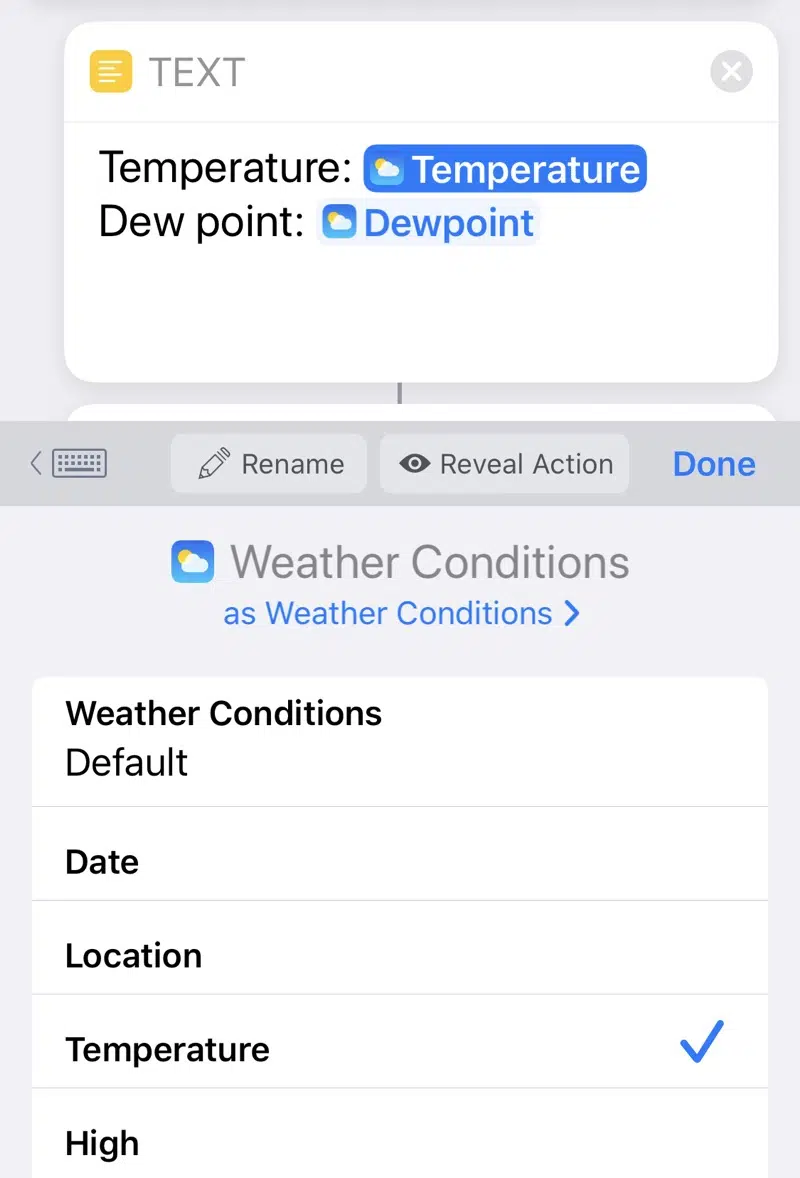 TEXT
Temperature: Temperature
Dew point: Dewpoint
Rename Reveal Action Done
Weather Conditions
as Weather Conditions
Weather Conditions
Default
Date
Location
Temperature
High